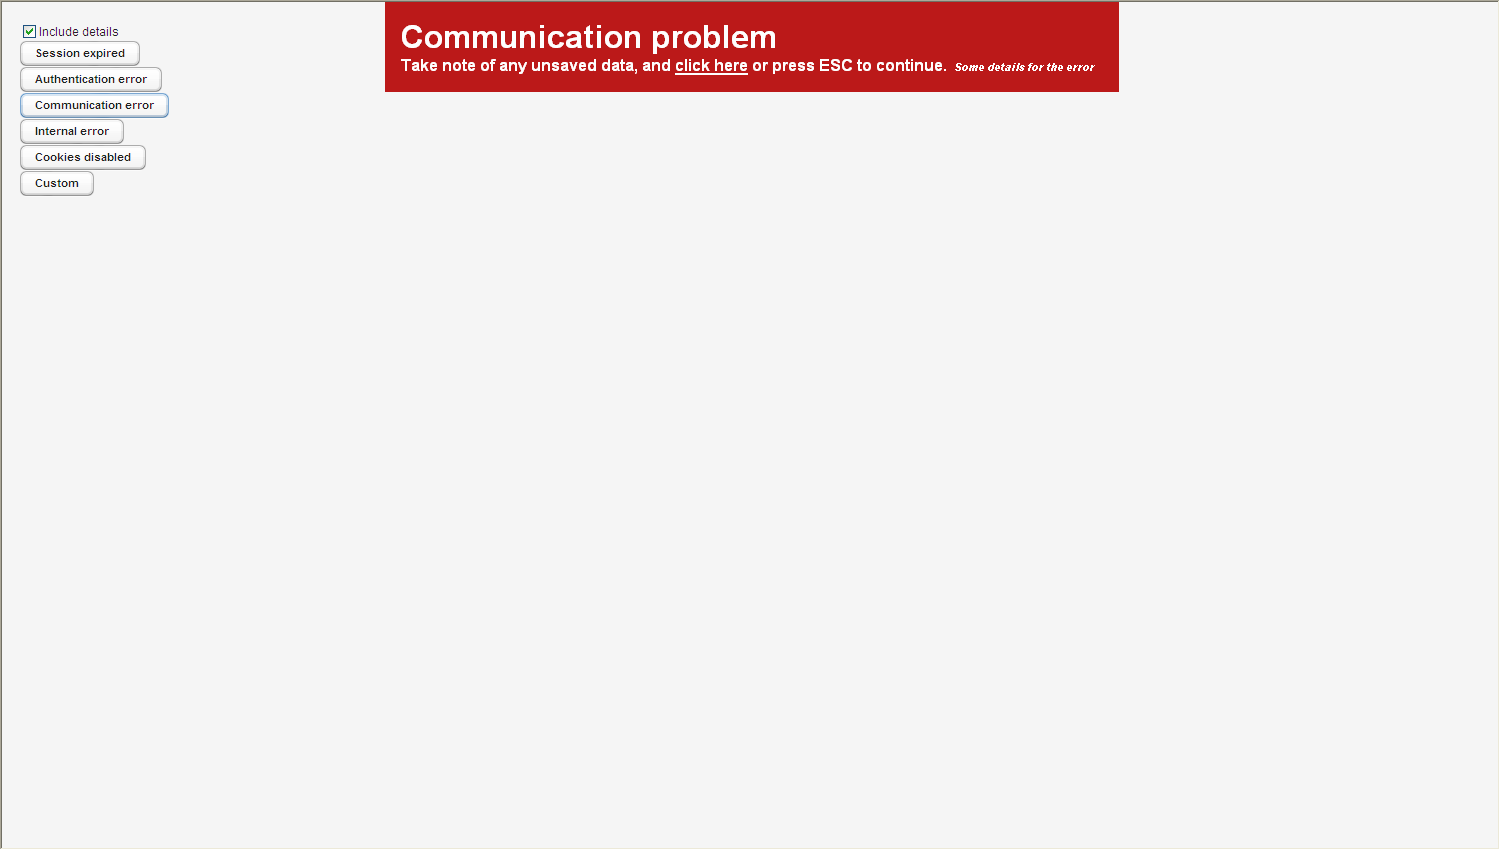 Include details
Session expired
Authentication error
Communication error
Internal error
Cookies disabled
Custom
Communication problem
Take note of any unsaved data, and click here or press ESC to continue. Some details for the error